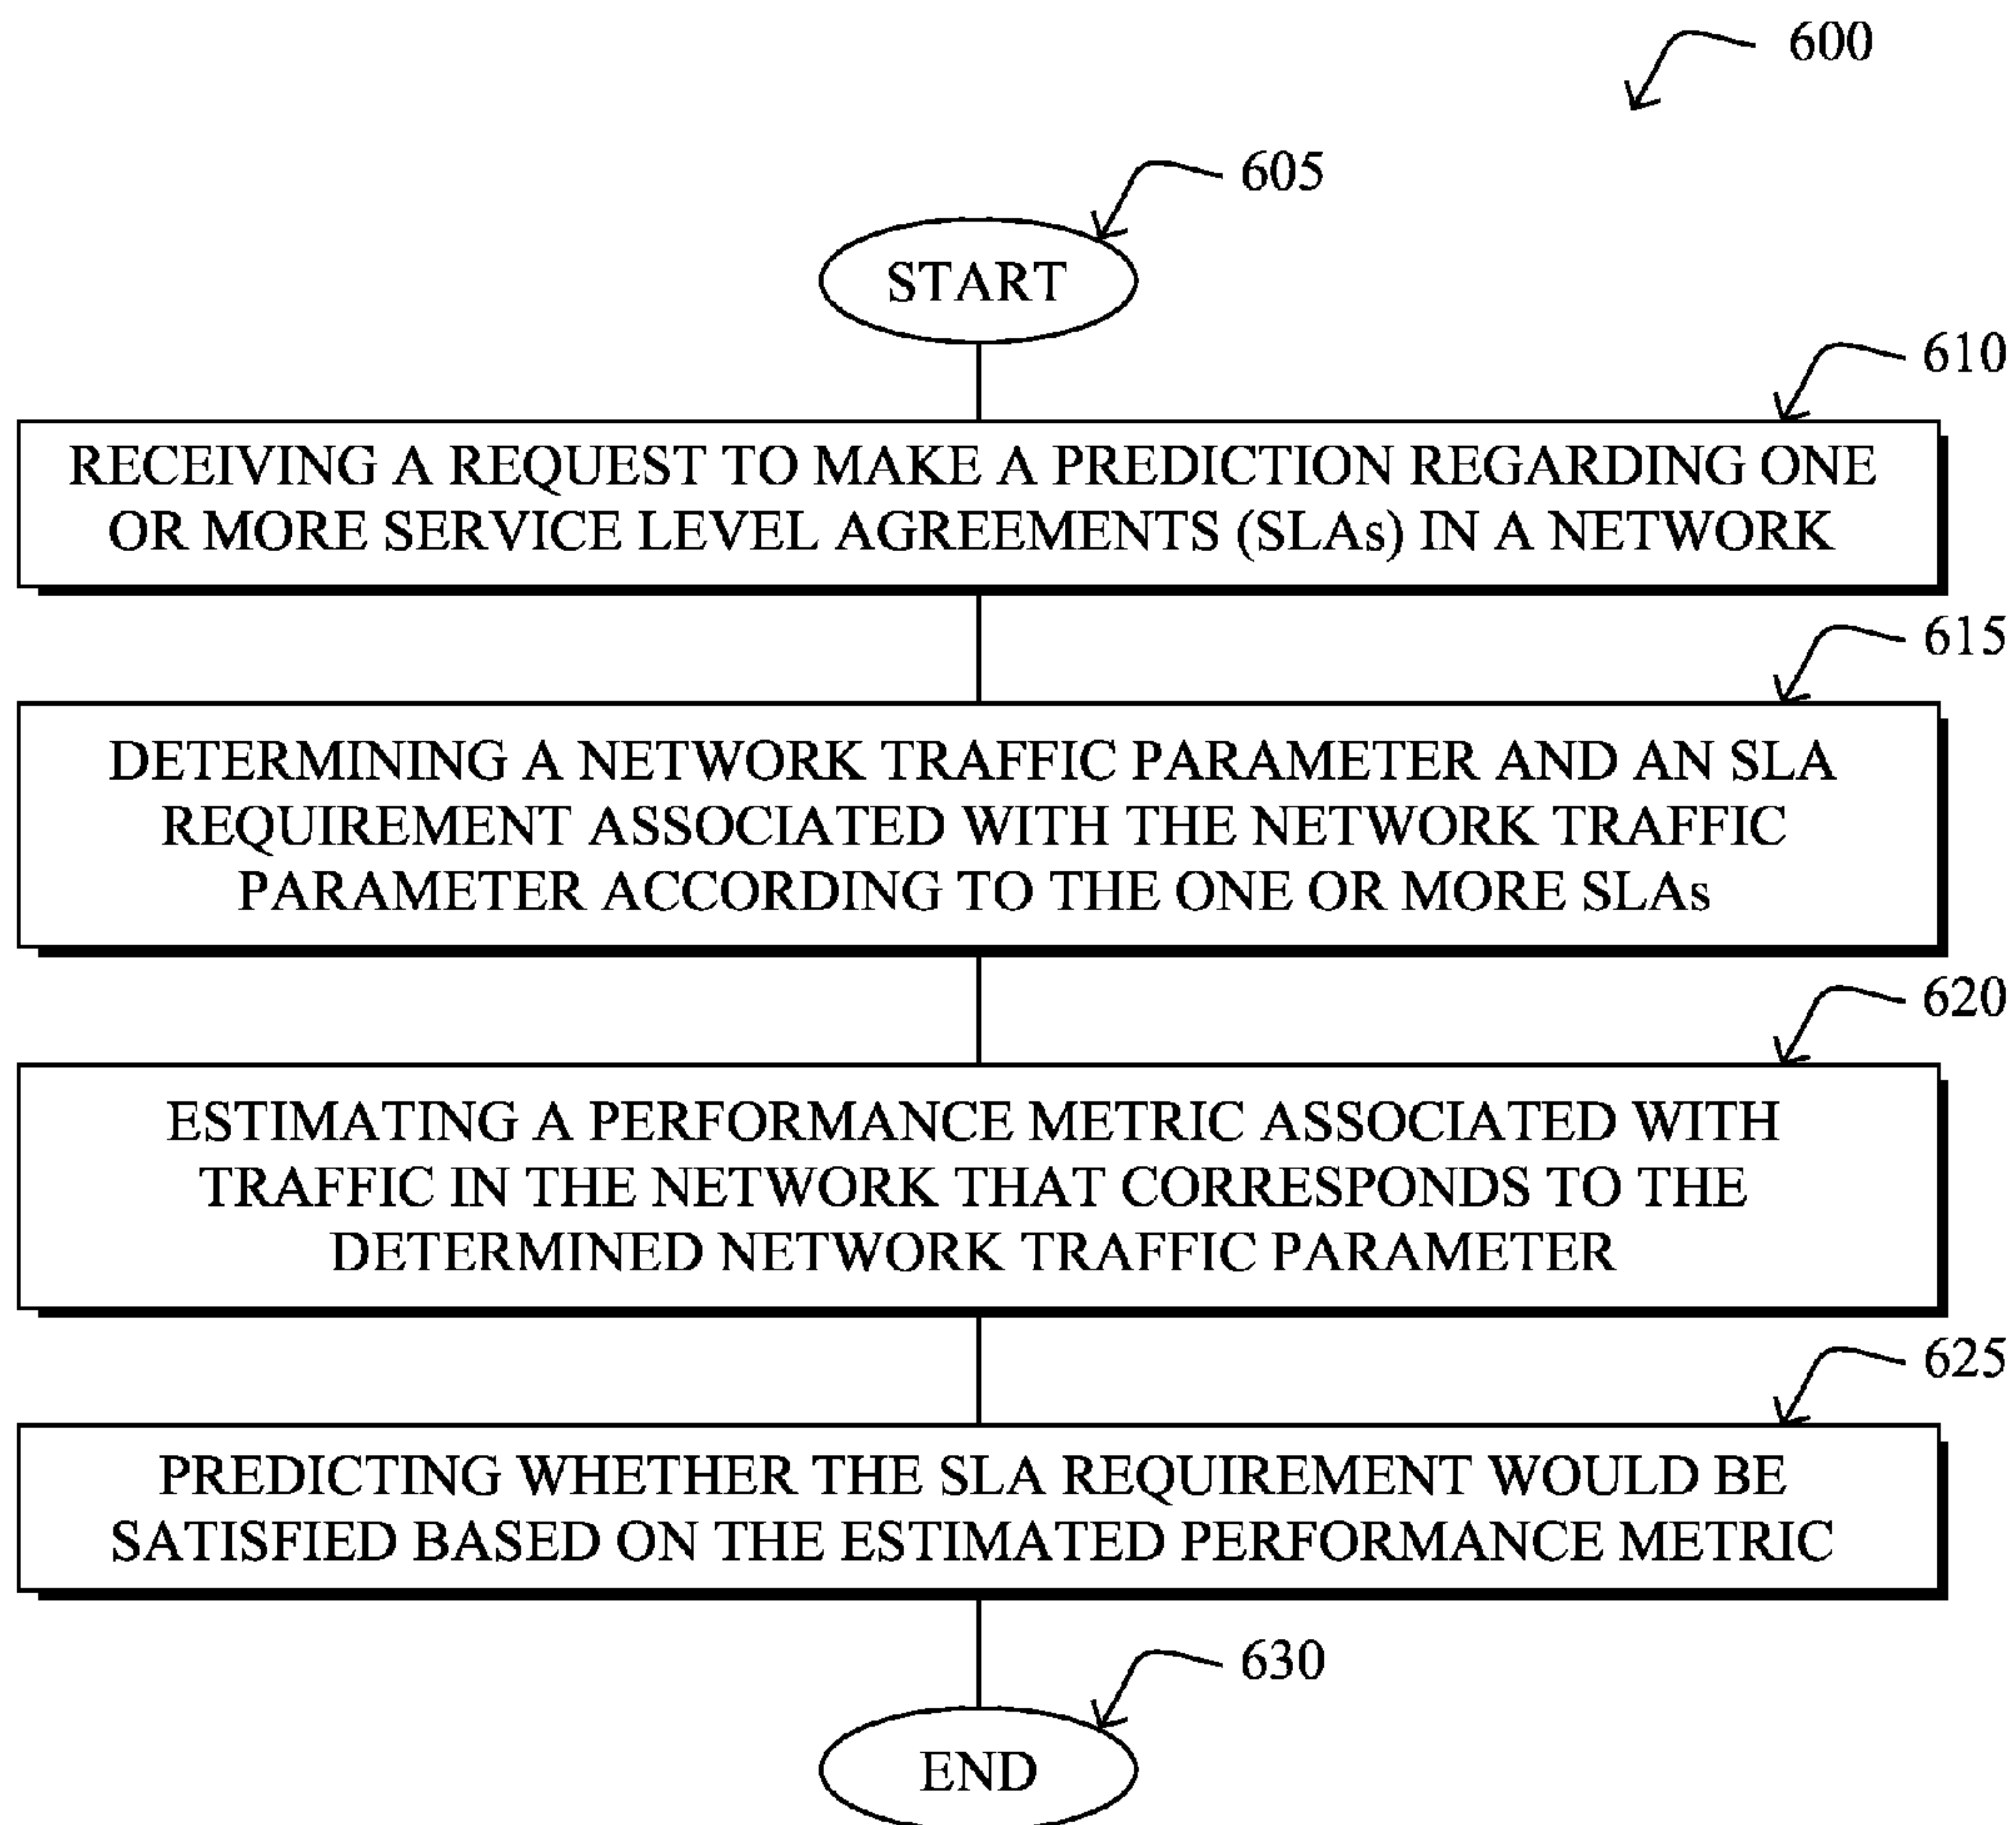 600
605
START
610
RECEIVING A REQUEST TO MAKE A PREDICTION REGARDING ONE
OR MORE SERVICE LEVEL AGREEMENTS (SLAs) IN A NETWORK
615
DETERMINING A NETWORK TRAFFIC PARAMETER AND AN SLA
REQUIREMENT ASSOCIATED WITH THE NETWORK TRAFFIC
PARAMETER ACCORDING TO THE ONE OR MORE SLAs
620
ESTIMATING A PERFORMANCE METRIC ASSOCIATED WITH
TRAFFIC IN THE NETWORK THAT CORRESPONDS TO THE
DETERMINED NETWORK TRAFFIC PARAMETER
625
PREDICTING WHETHER THE SLA REQUIREMENT WOULD BE
SATISFIED BASED ON THE ESTIMATED PERFORMANCE METRIC
630
END